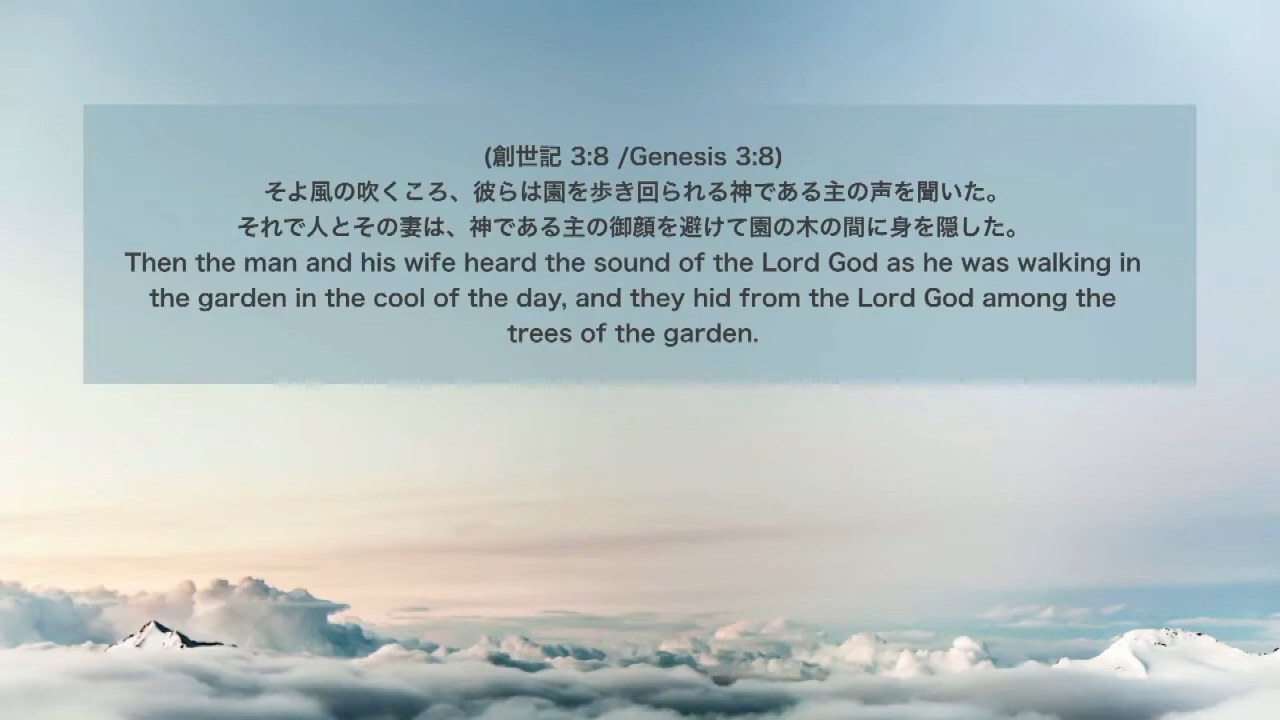 (創世記 3:8 /Genesis 3:8)
そよ風の吹くころ、彼らは園を歩き回られる神である主の声を聞いた。
それで人とその妻は、神である主の御顔を避けて園の木の間に身を隠した。
Then the man and his wife heard the sound of the Lord God as he was walking in
the garden in the cool of the day, and they hid from the Lord God among the
trees of the garden.